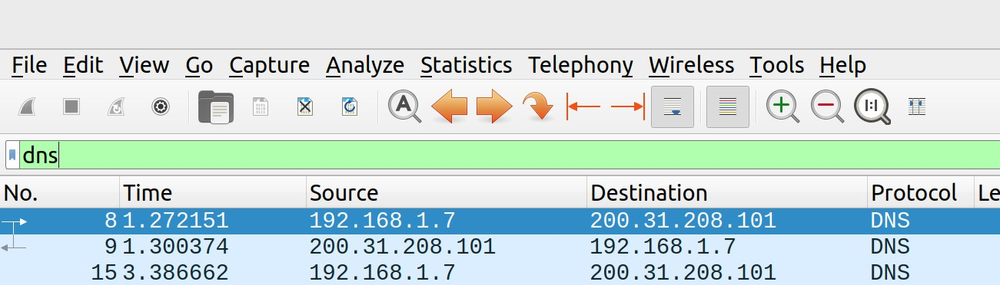 File Edit View Go Capture Analyze Statistics Telephony Wireless Tools Help
dns
No. Time Source Destination Protocol Le
8 1.272151 192.168.1.7 200.31.208.101 DNS
9 1.300374 200.31.208.101 192.168.1.7 DNS
15 3.386662 192.168.1.7 200.31.208.101 DNS